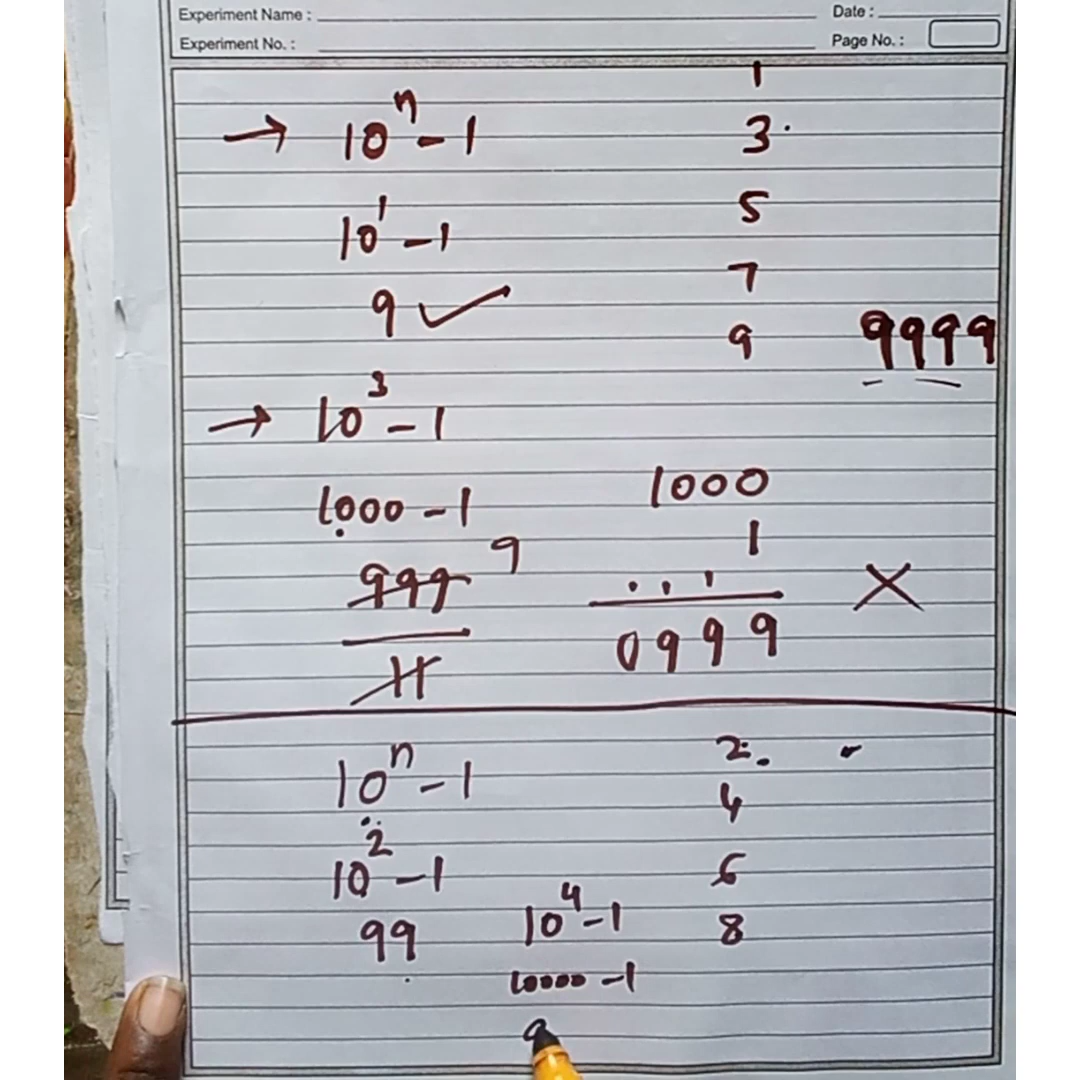 Experiment Name :
Date :
Experiment No. :
Page No. :
1
→ 10ⁿ - 1
3
5
10¹ - 1
7
9 ✓
9
9999
→ 10³ - 1
1000 - 1
1000
1
999
9
0999
×
11
10ⁿ - 1
2
4
10² - 1
6
99
10⁴ - 1
8
10000 - 1
9